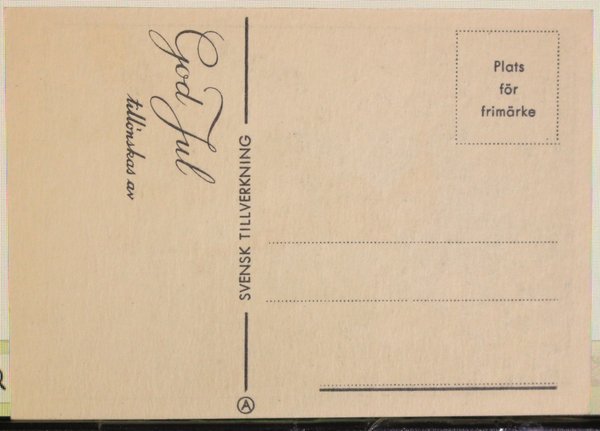 God Jul
tillönskas av
SVENSK TILLVERKNING
A
Plats
för
frimärke